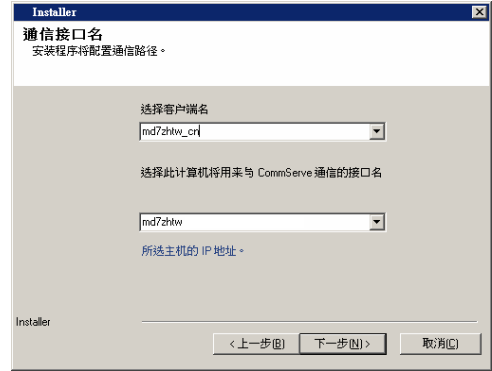 Installer
通信接口名
安装程序将配置通信路径。
选择客户端名
md7zhtw_cn
选择此计算机将用来与 CommServe 通信的接口名
md7zhtw
所选主机的 IP 地址。
Installer
<上一步(B) 下一步(N)> 取消(C)